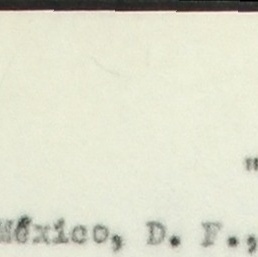 "
México, D. F.,